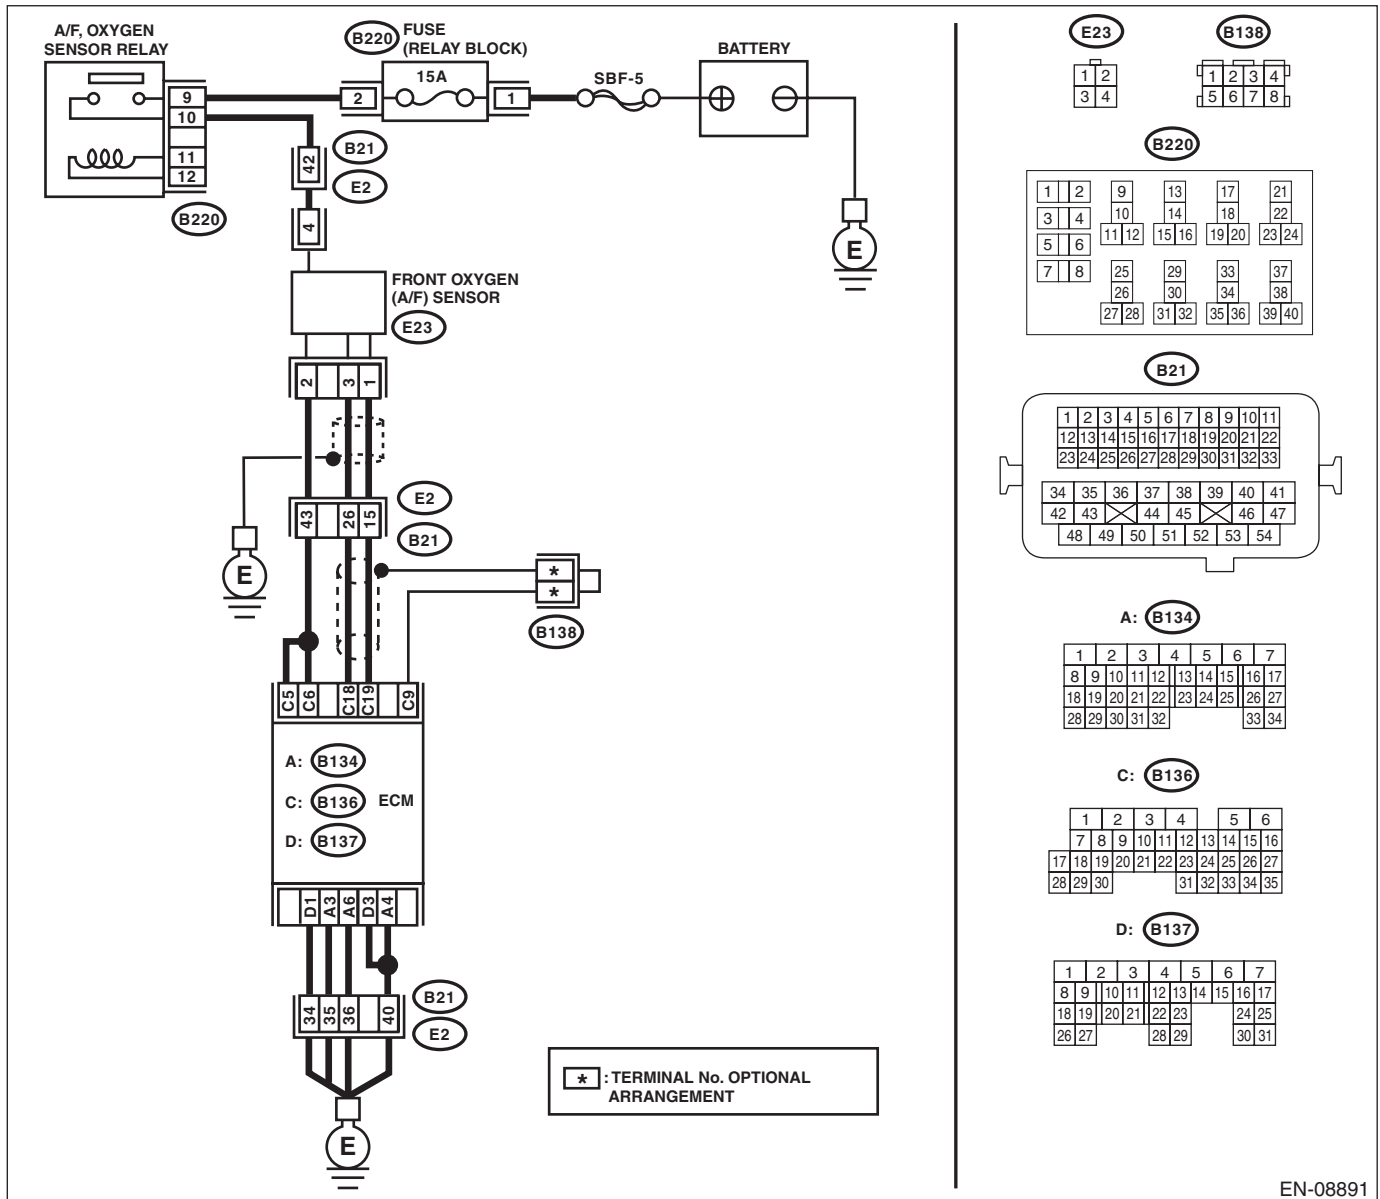 A/F, OXYGEN
SENSOR RELAY
B220
FUSE
(RELAY BLOCK)
15A
BATTERY
SBF-5
9
10
11
12
2
1
B220
42
B21
E2
4
E
FRONT OXYGEN
(A/F) SENSOR
E23
2 3 1
E2
43 26 15
B21
E
*
*
B138
C5 C6 C18 C19 C9
A: B134
C: B136 ECM
D: B137
D1 A3 A6 D3 A4
B21
34 35 36 40
E2
E
* : TERMINAL No. OPTIONAL
ARRANGEMENT
E23
1 2
3 4
B138
1 2 3 4
5 6 7 8
B220
1 2 9 13 17 21
3 4 10 14 18 22
5 6 11 12 15 16 19 20 23 24
7 8 25 29 33 37
26 30 34 38
27 28 31 32 35 36 39 40
B21
1 2 3 4 5 6 7 8 9 10 11
12 13 14 15 16 17 18 19 20 21 22
23 24 25 26 27 28 29 30 31 32 33
34 35 36 37 38 39 40 41
42 43 44 45 46 47
48 49 50 51 52 53 54
A: B134
1 2 3 4 5 6 7
8 9 10 11 12 13 14 15 16 17
18 19 20 21 22 23 24 25 26 27
28 29 30 31 32 33 34
C: B136
1 2 3 4 5 6
7 8 9 10 11 12 13 14 15 16
17 18 19 20 21 22 23 24 25 26 27
28 29 30 31 32 33 34 35
D: B137
1 2 3 4 5 6 7
8 9 10 11 12 13 14 15 16 17
18 19 20 21 22 23 24 25
26 27 28 29 30 31
EN-08891